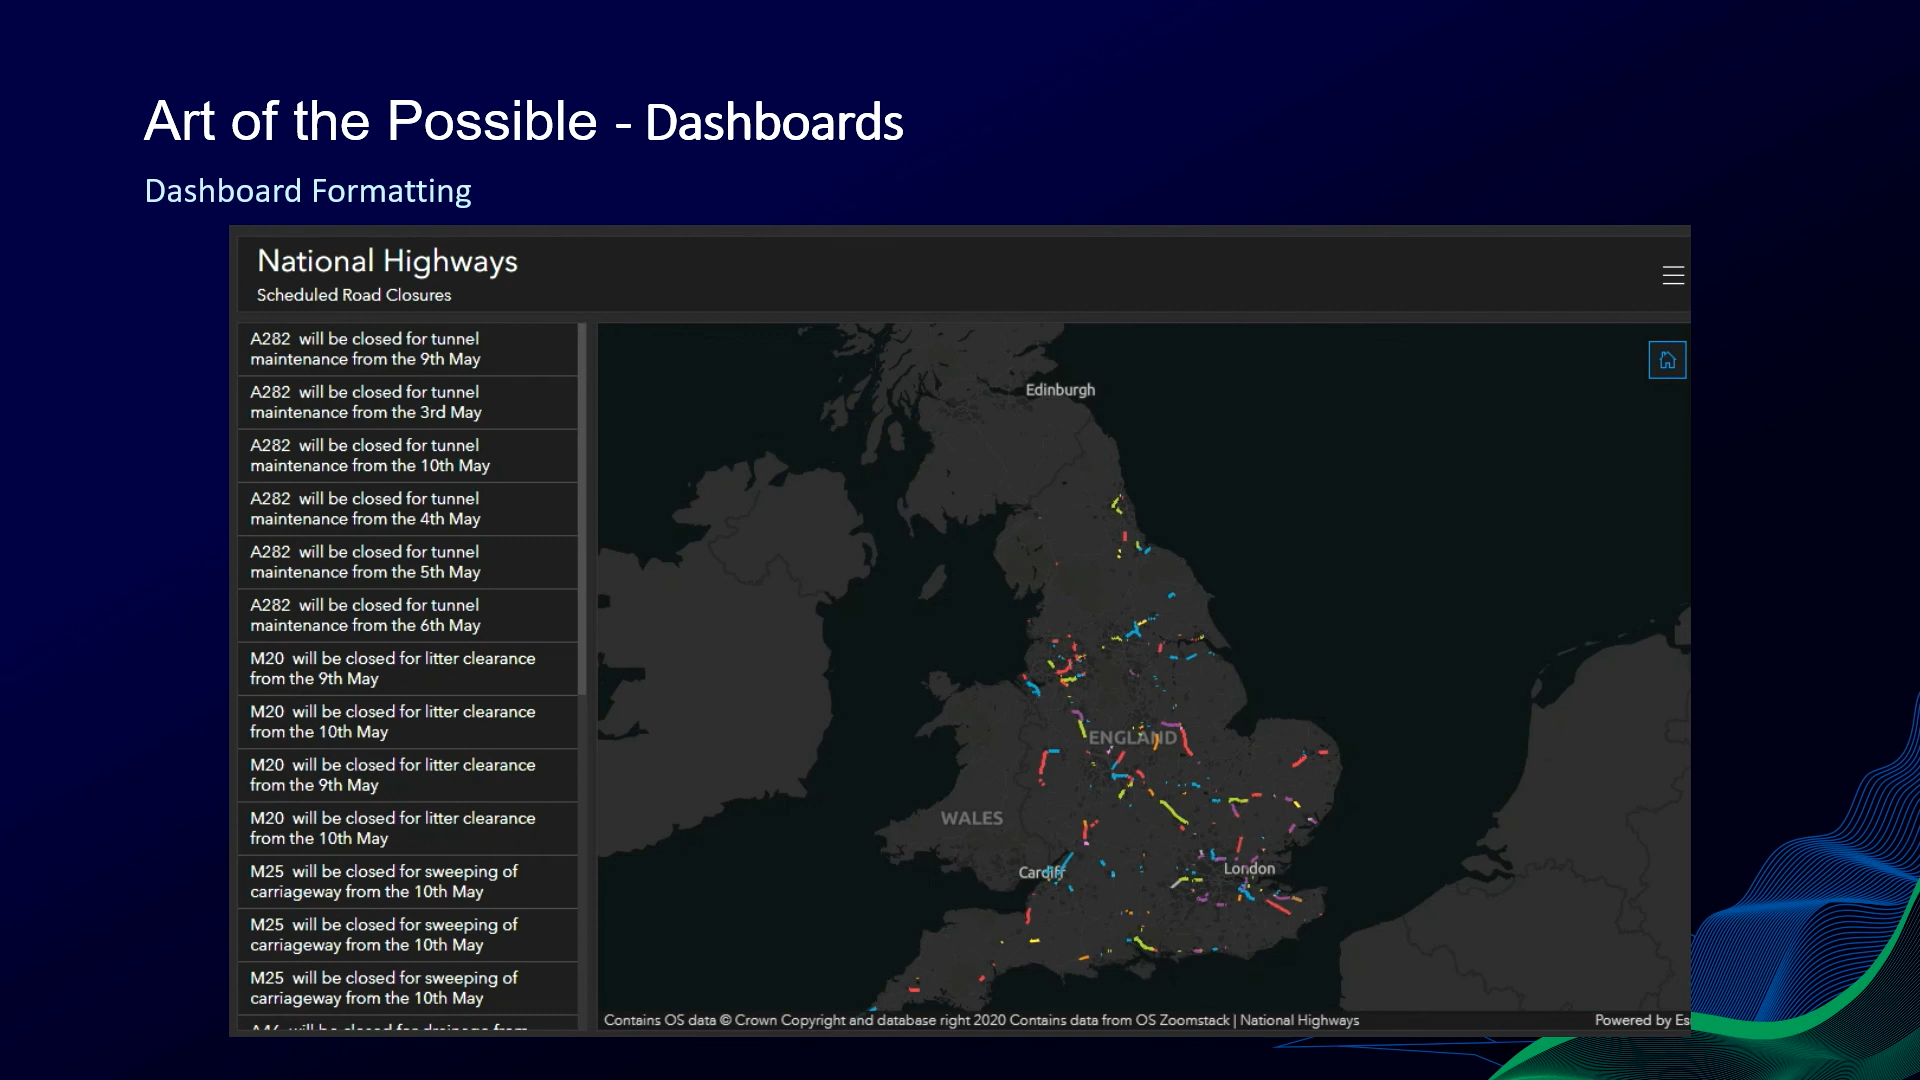 Art of the Possible - Dashboards
Dashboard Formatting
National Highways
Scheduled Road Closures
A282  will be closed for tunnel
maintenance from the 9th May
A282  will be closed for tunnel
maintenance from the 3rd May
A282  will be closed for tunnel
maintenance from the 10th May
A282  will be closed for tunnel
maintenance from the 4th May
A282  will be closed for tunnel
maintenance from the 5th May
A282  will be closed for tunnel
maintenance from the 6th May
M20  will be closed for litter clearance
from the 9th May
M20  will be closed for litter clearance
from the 10th May
M20  will be closed for litter clearance
from the 9th May
M20  will be closed for litter clearance
from the 10th May
M25  will be closed for sweeping of
carriageway from the 10th May
M25  will be closed for sweeping of
carriageway from the 10th May
M25  will be closed for sweeping of
carriageway from the 10th May
will be closed for drainage from
Edinburgh
ENGLAND
WALES
Cardiff
London
Contains OS data © Crown Copyright and database right 2020 Contains data from OS Zoomstack | National Highways
Powered by Es